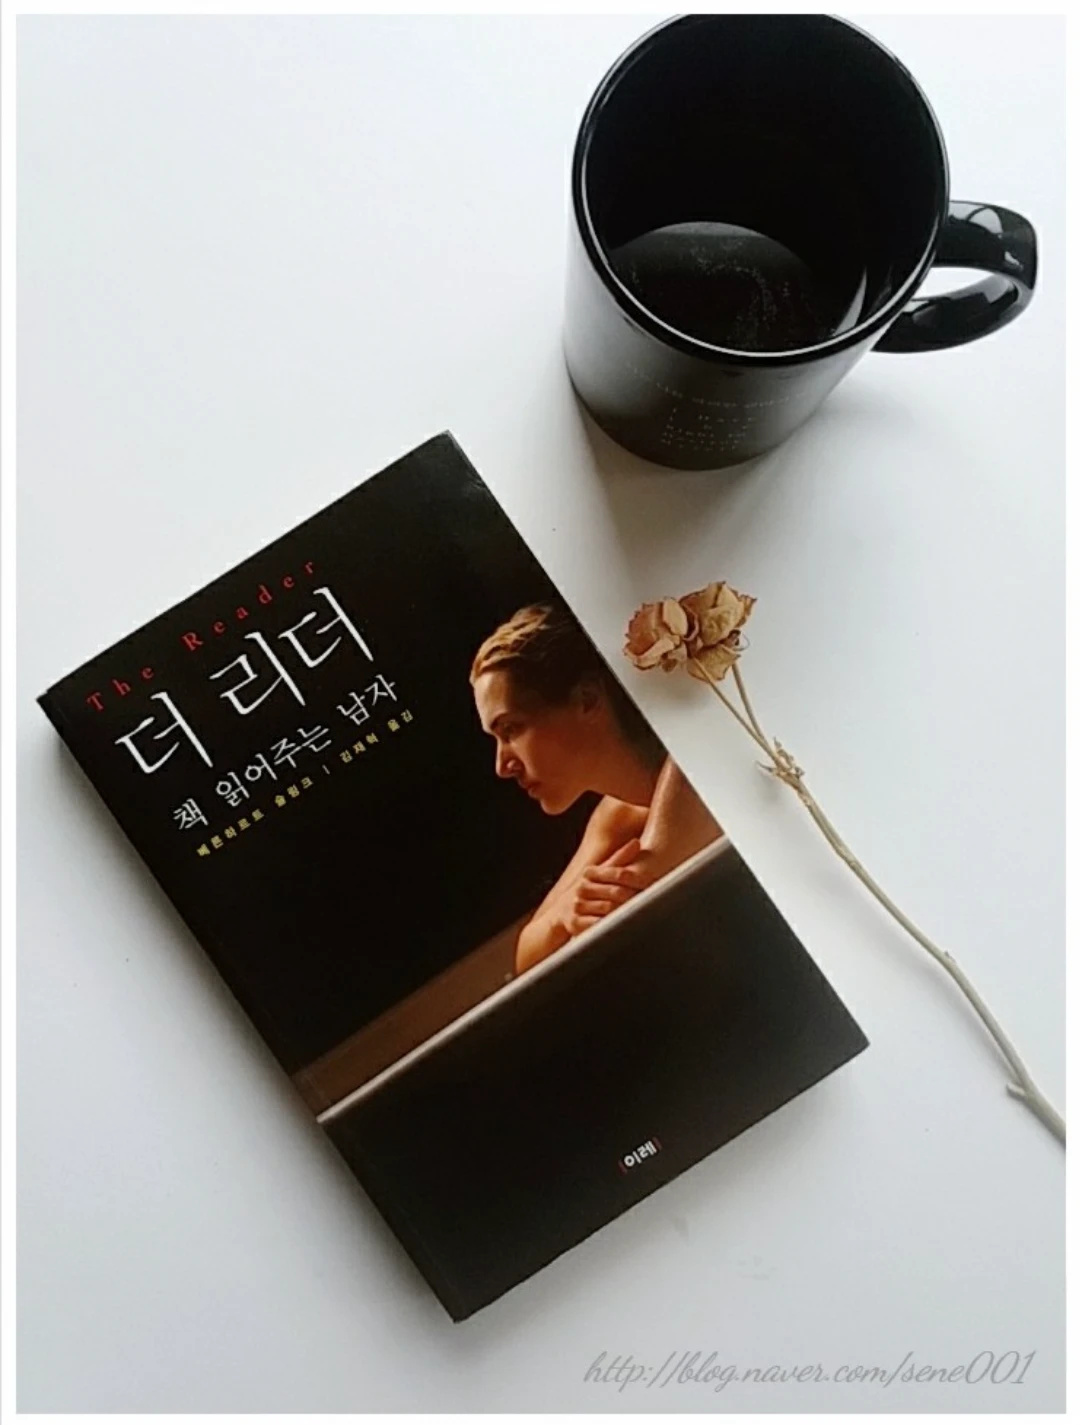 The Reader
더 리더
책 읽어주는 남자
베른하르트 슐링크 | 김재혁 옮김
(이레)
http://blog.naver.com/sene001